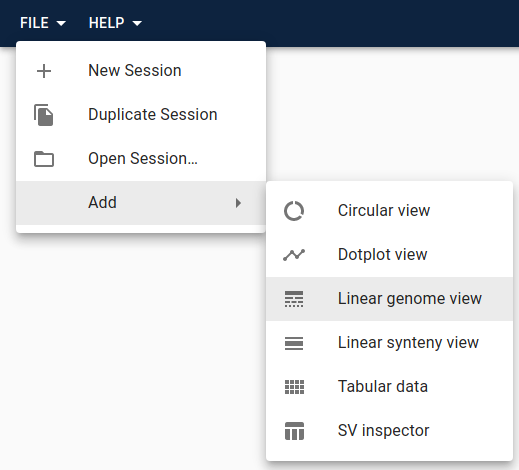 FILE HELP
New Session
Duplicate Session
Open Session...
Add
Circular view
Dotplot view
Linear genome view
Linear synteny view
Tabular data
SV inspector